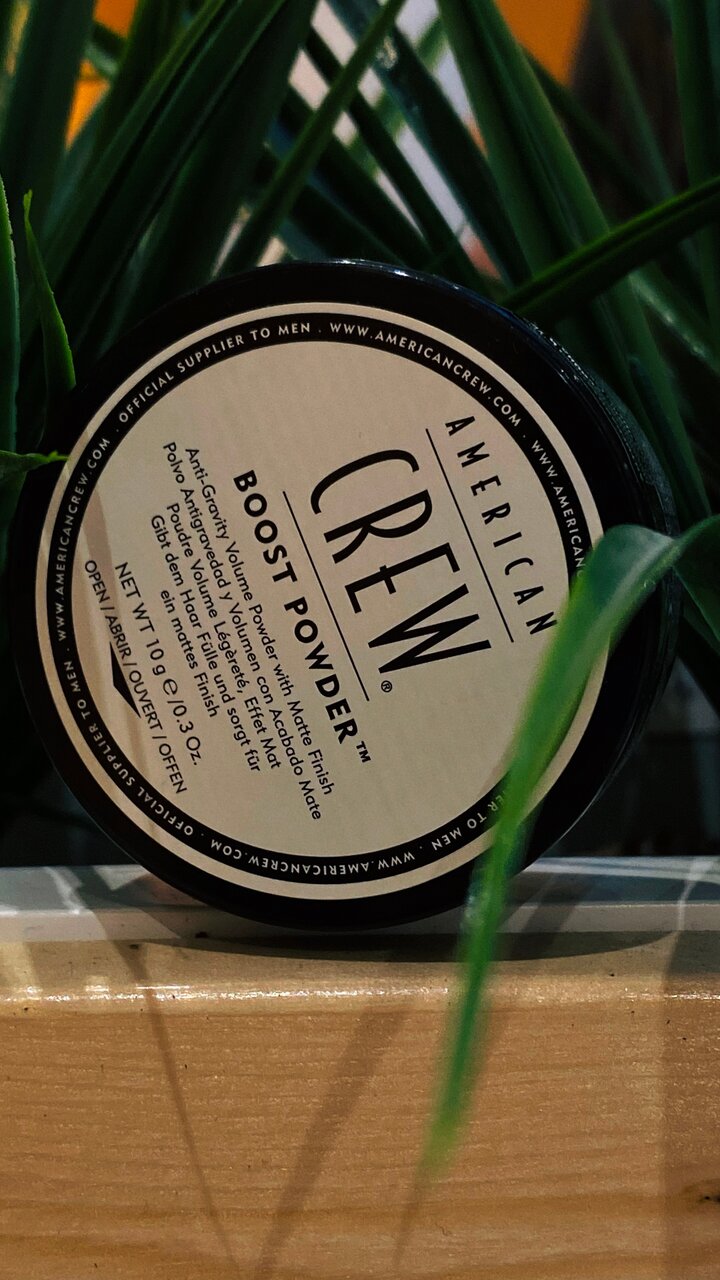 AMERICAN
CREW®
BOOST POWDER™
Anti-Gravity Volume Powder with Matte Finish
Polvo Antigravedad y Volumen con Acabado Mate
Poudre Volume Légèreté, Effet Mat
Gibt dem Haar Fülle und sorgt für
ein mattes Finish
NET WT 10 g ℮/0.3 Oz.
OPEN / ABRIR / OUVERT / OFFEN
WWW.AMERICANCREW.COM . OFFICIAL SUPPLIER TO MEN . WWW.AMERICANCREW.COM . WWW.AMERICAN
TO MEN . WWW.AMERICANCREW.COM . OFFICIAL SUPPLIER TO MEN .